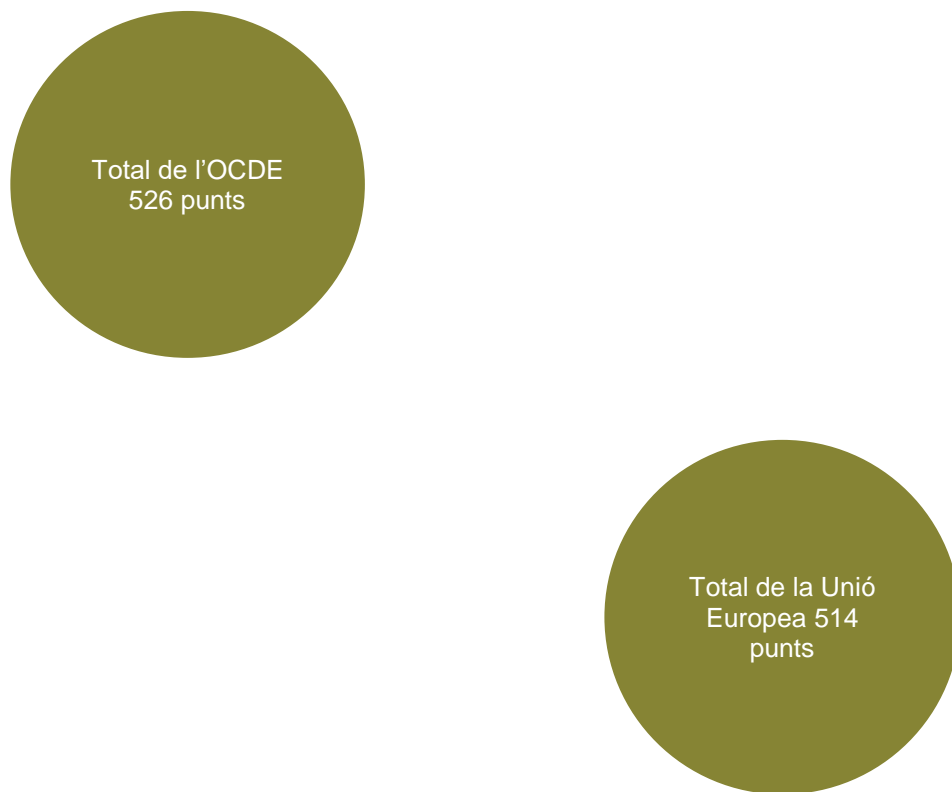 Total de l’OCDE
526 punts
Total de la Unió
Europea 514
punts